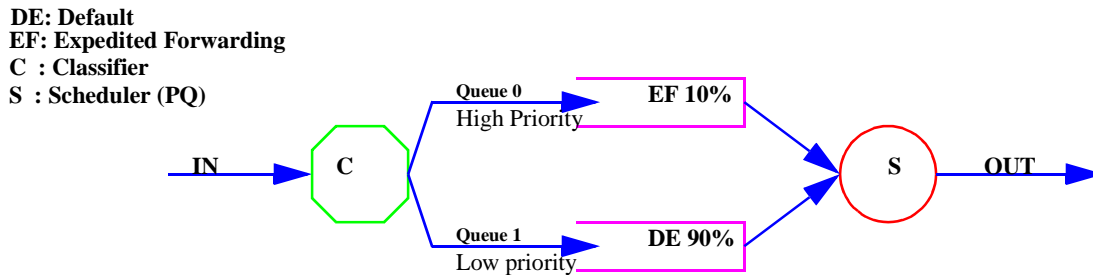 DE: Default
EF: Expedited Forwarding
C : Classifier
S : Scheduler (PQ)
Queue 0
High Priority
EF 10%
IN
C
S
OUT
Queue 1
Low priority
DE 90%